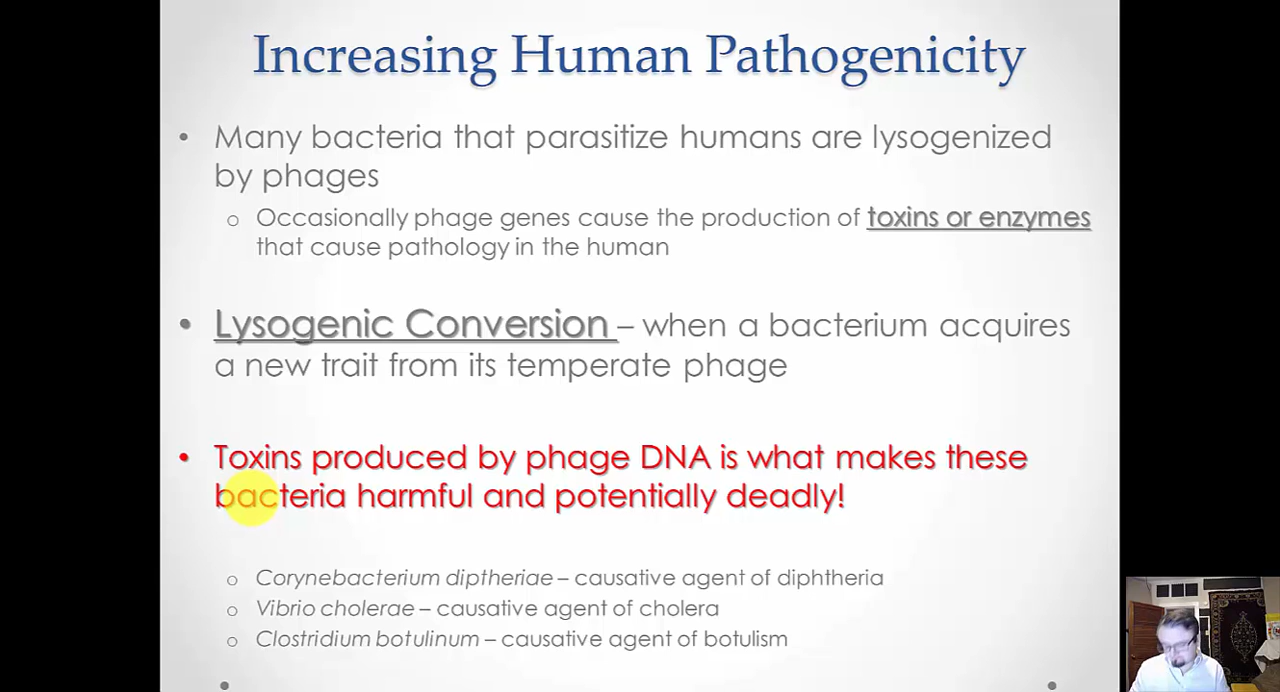 Increasing Human Pathogenicity
• Many bacteria that parasitize humans are lysogenized
by phages
o Occasionally phage genes cause the production of toxins or enzymes
that cause pathology in the human
• Lysogenic Conversion – when a bacterium acquires
a new trait from its temperate phage
• Toxins produced by phage DNA is what makes these
bacteria harmful and potentially deadly!
o Corynebacterium diptheriae – causative agent of diphtheria
o Vibrio cholerae – causative agent of cholera
o Clostridium botulinum – causative agent of botulism